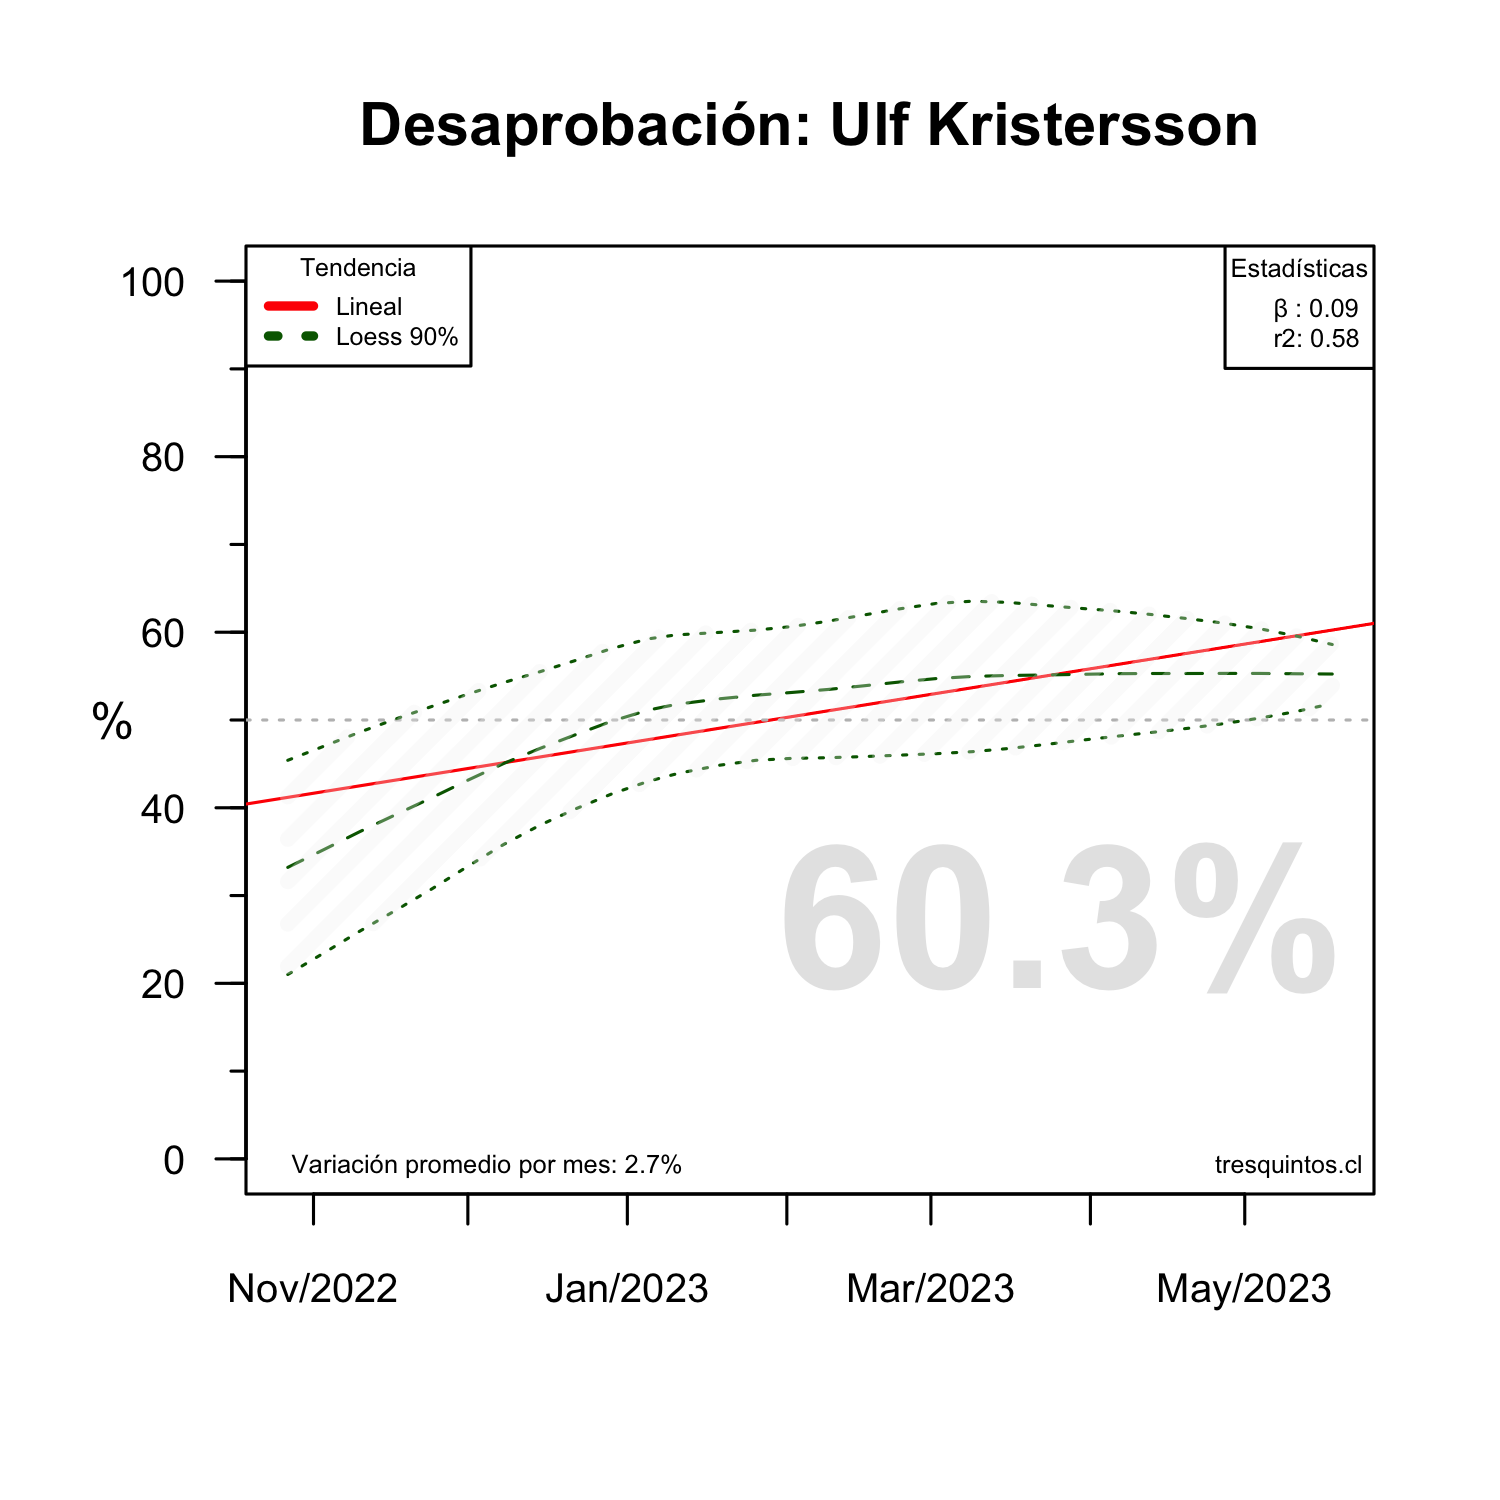 Desaprobación: Ulf Kristersson
Tendencia
Lineal
Loess 90%
Estadísticas
β : 0.09
r2: 0.58
100
80
60
%
40
20
0
60.3%
Variación promedio por mes: 2.7%
tresquintos.cl
Nov/2022
Jan/2023
Mar/2023
May/2023